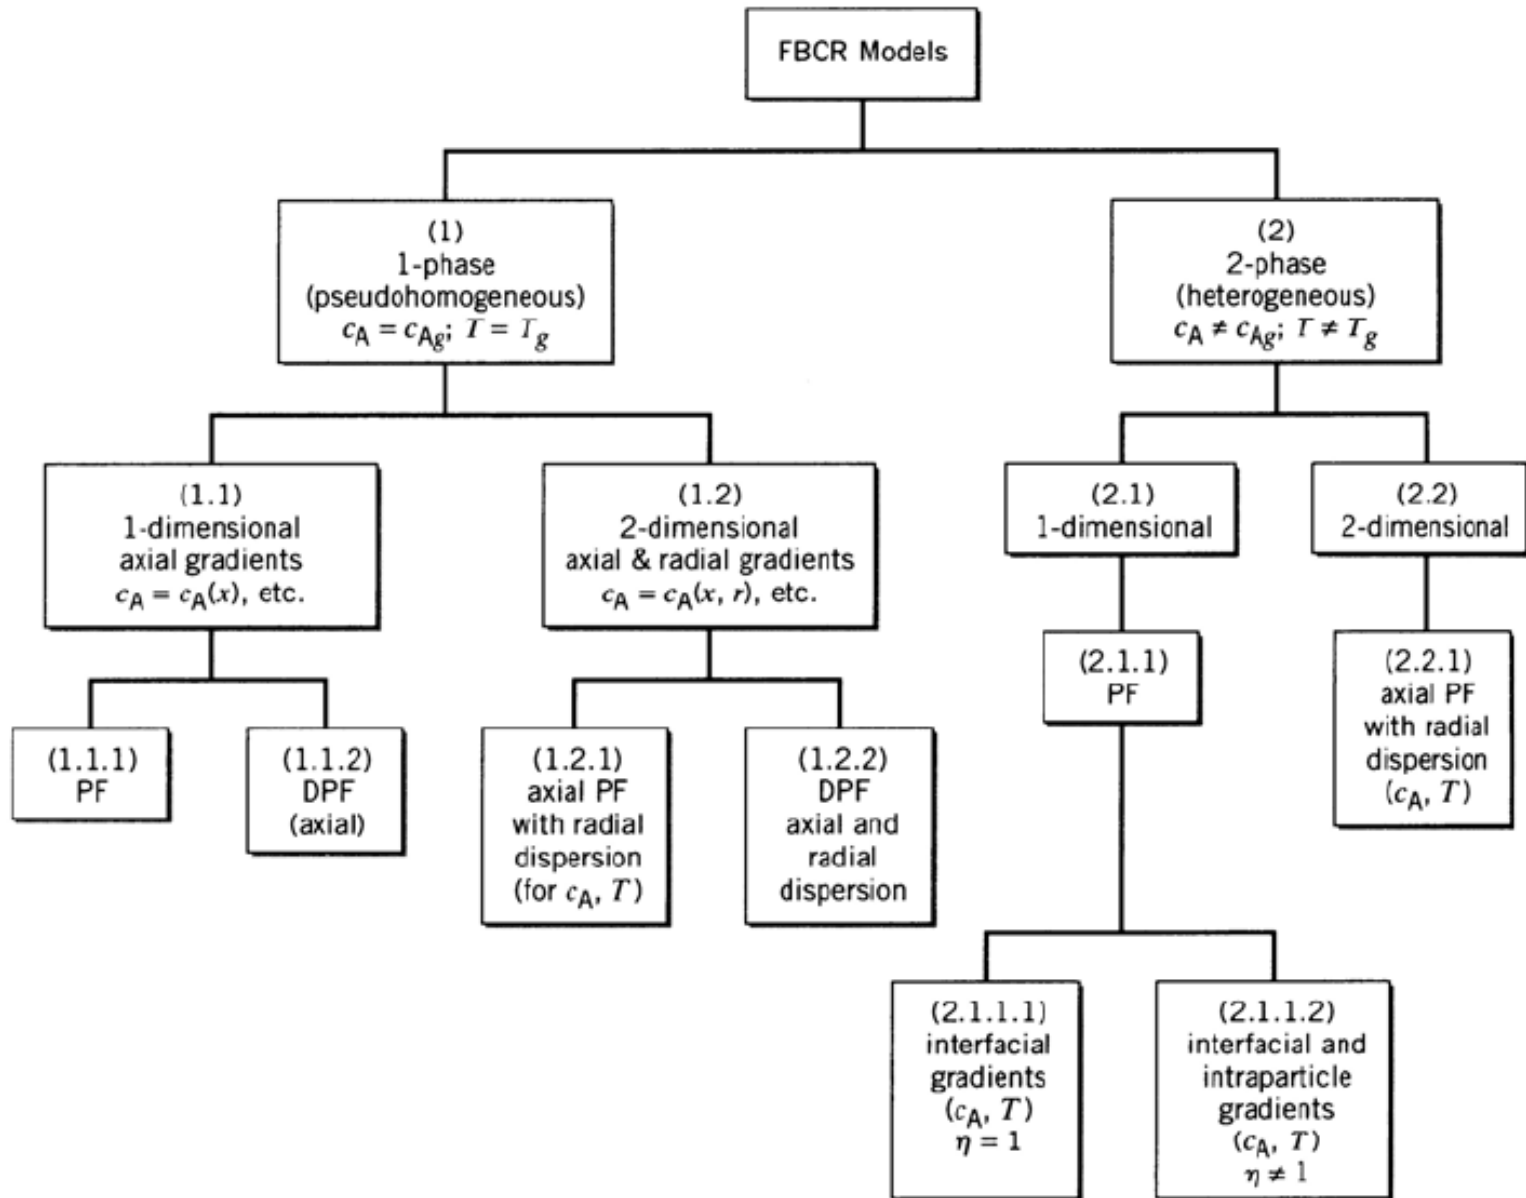 FBCR Models
(1)
1-phase
(pseudohomogeneous)
c_A = c_Ag; T = T_g
(2)
2-phase
(heterogeneous)
c_A ≠ c_Ag; T ≠ T_g
(1.1)
1-dimensional
axial gradients
c_A = c_A(x), etc.
(1.2)
2-dimensional
axial & radial gradients
c_A = c_A(x, r), etc.
(2.1)
1-dimensional
(2.2)
2-dimensional
(1.1.1)
PF
(1.1.2)
DPF
(axial)
(1.2.1)
axial PF
with radial
dispersion
(for c_A, T)
(1.2.2)
DPF
axial and
radial
dispersion
(2.1.1)
PF
(2.2.1)
axial PF
with radial
dispersion
(c_A, T)
(2.1.1.1)
interfacial
gradients
(c_A, T)
η = 1
(2.1.1.2)
interfacial and
intraparticle
gradients
(c_A, T)
η ≠ 1